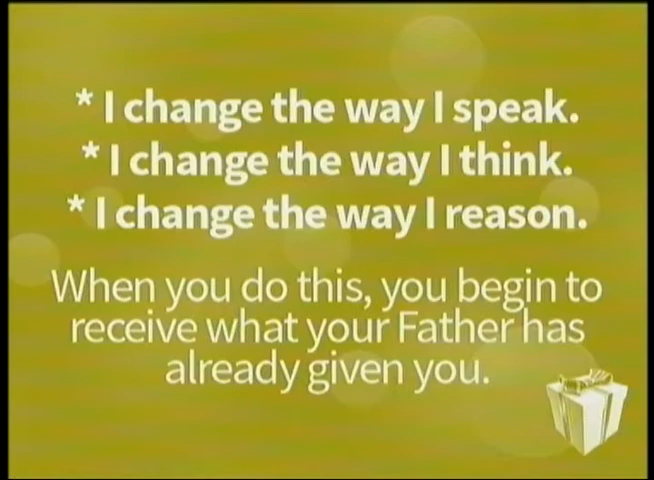 * I change the way I speak.
* I change the way I think.
* I change the way I reason.
When you do this, you begin to
receive what your Father has
already given you.